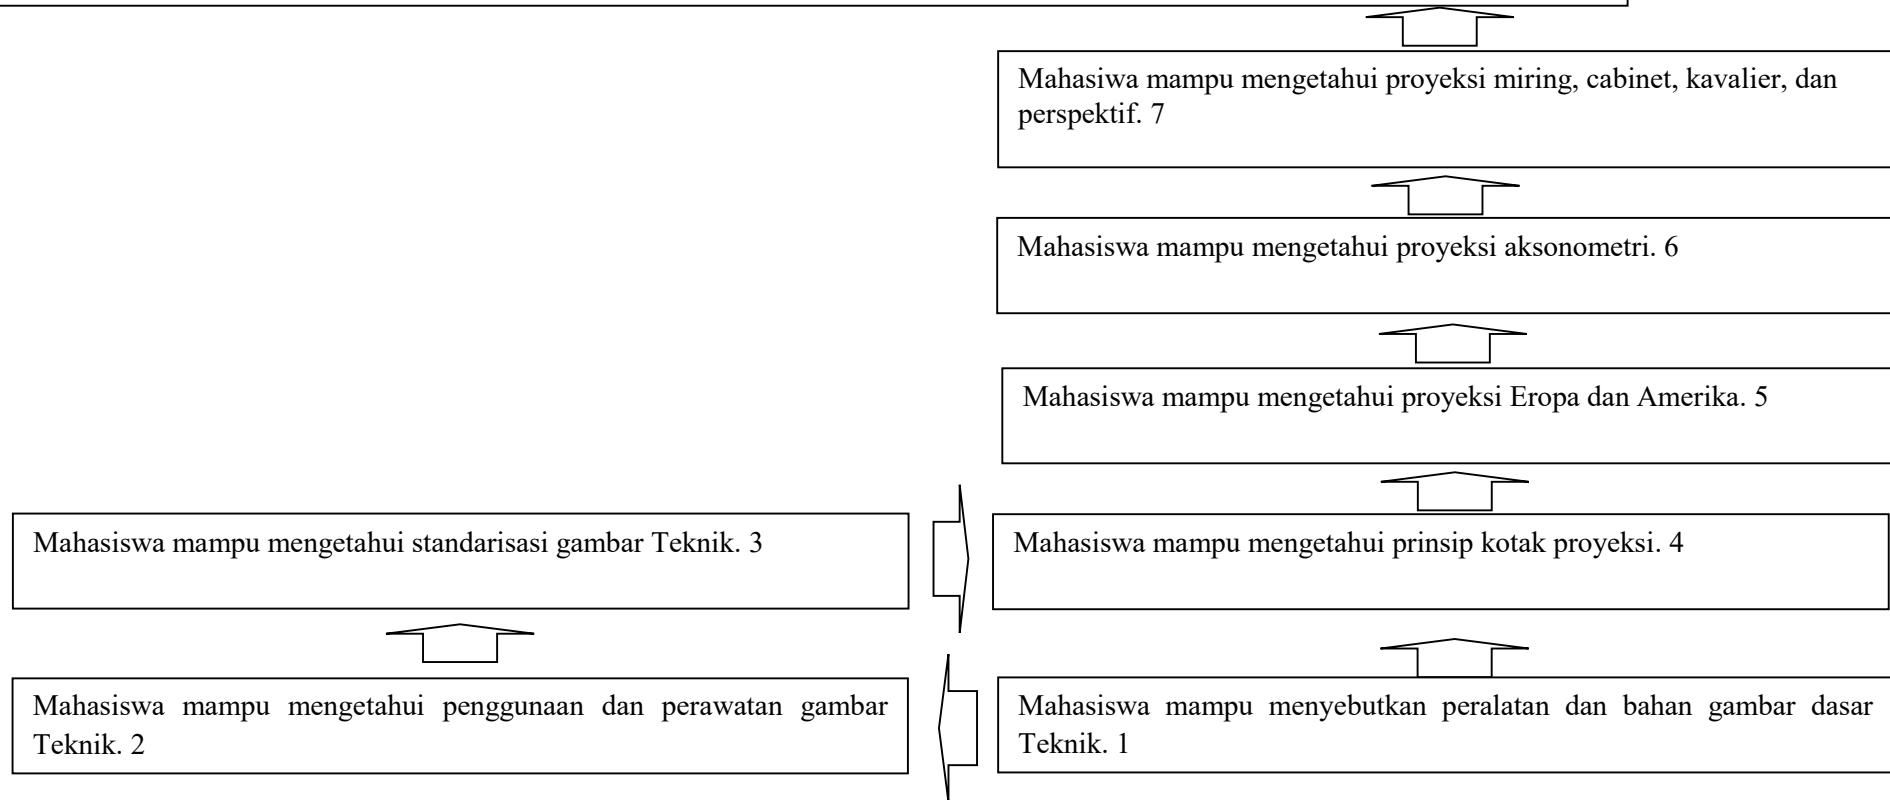 Mahasiwa mampu mengetahui proyeksi miring, cabinet, kavalier, dan
perspektif. 7
Mahasiswa mampu mengetahui proyeksi aksonometri. 6
Mahasiswa mampu mengetahui proyeksi Eropa dan Amerika. 5
Mahasiswa mampu mengetahui standarisasi gambar Teknik. 3
Mahasiswa mampu mengetahui prinsip kotak proyeksi. 4
Mahasiswa mampu mengetahui penggunaan dan perawatan gambar
Teknik. 2
Mahasiswa mampu menyebutkan peralatan dan bahan gambar dasar
Teknik. 1